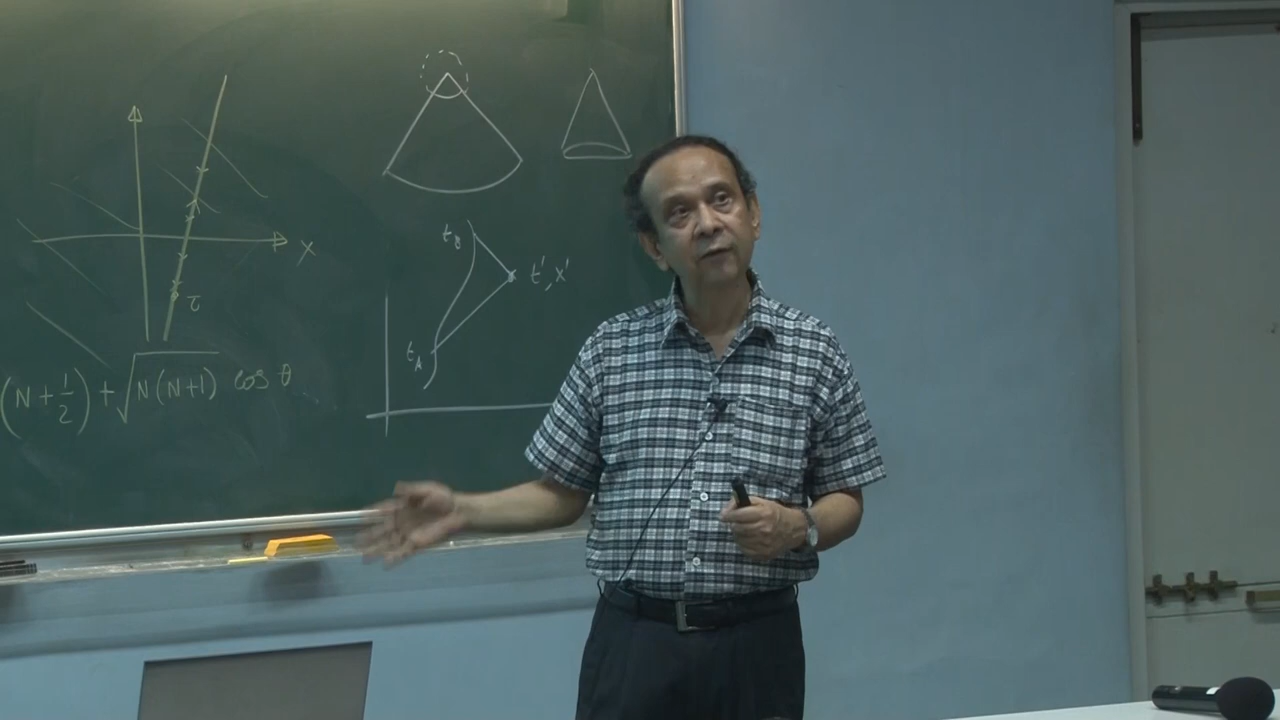 X
τ
t_B
t', x'
t_A
(N + 1/2) + √N(N+1) cos θ